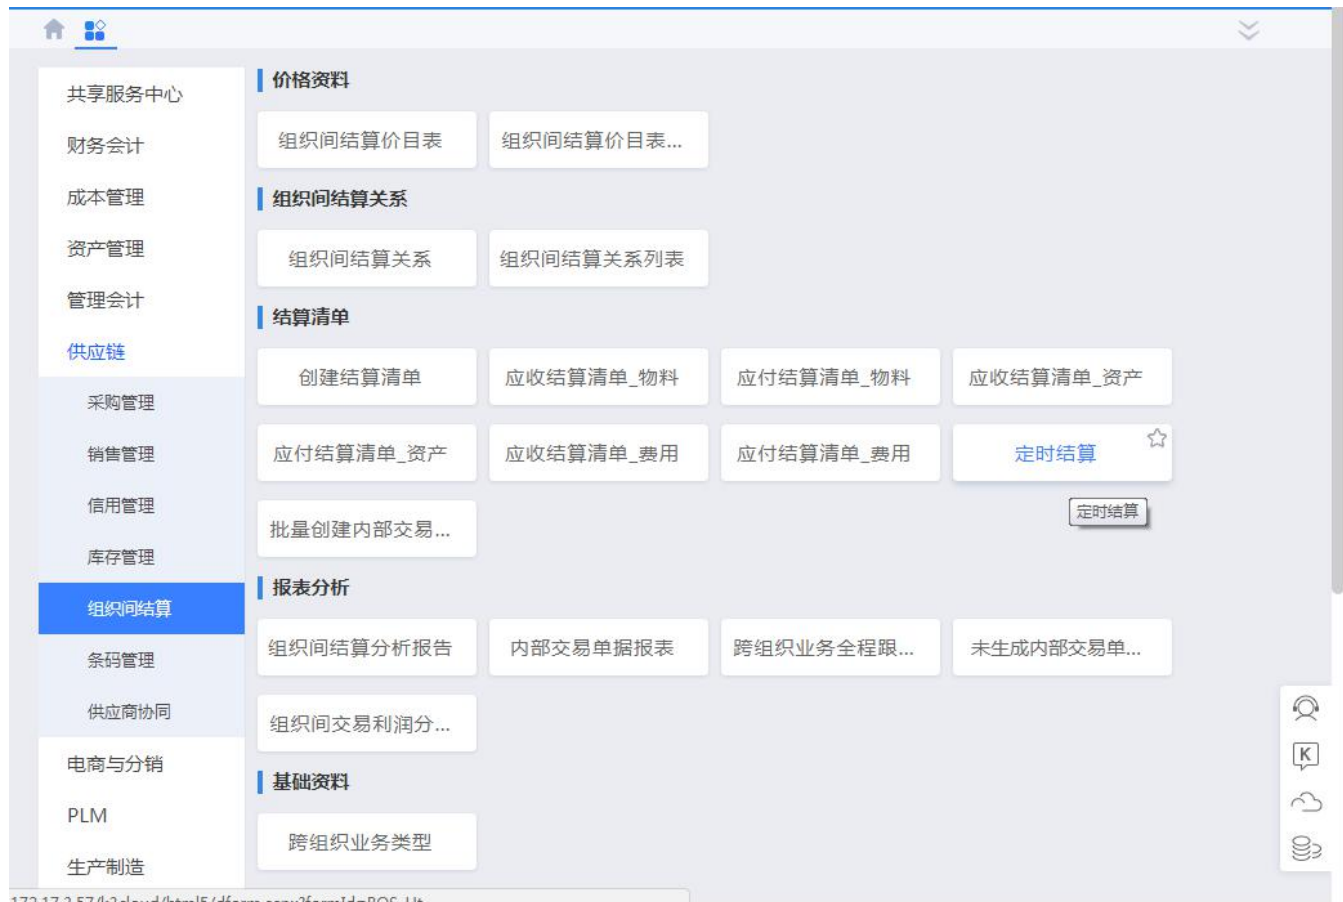 共享服务中心
财务会计
成本管理
资产管理
管理会计
供应链
采购管理
销售管理
信用管理
库存管理
组织间结算
条码管理
供应商协同
电商与分销
PLM
生产制造
价格资料
组织间结算价目表
组织间结算价目表...
组织间结算关系
组织间结算关系
组织间结算关系列表
结算清单
创建结算清单
应收结算清单_物料
应付结算清单_物料
应收结算清单_资产
应付结算清单_资产
应收结算清单_费用
应付结算清单_费用
定时结算
定时结算
批量创建内部交易...
报表分析
组织间结算分析报告
内部交易单据报表
跨组织业务全程跟...
未生成内部交易单...
组织间交易利润分...
基础资料
跨组织业务类型
K